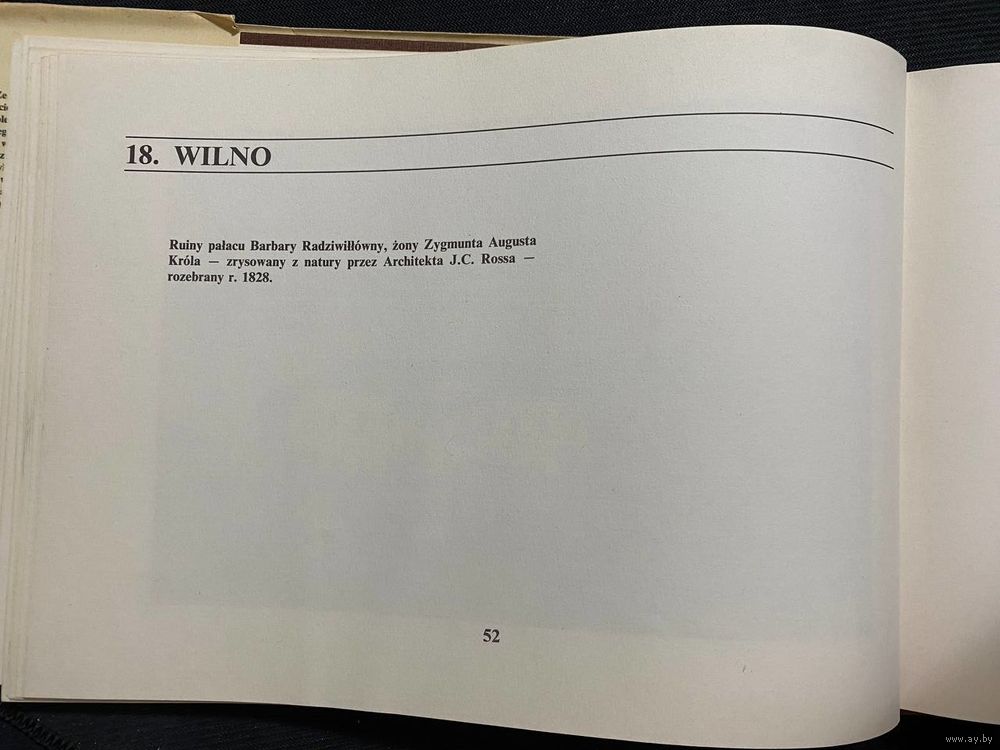 18. WILNO
Ruiny pałacu Barbary Radziwiłłówny, żony Zygmunta Augusta
Króla — zrysowany z natury przez Architekta J.C. Rossa —
rozebrany r. 1828.
52
www.ay.by